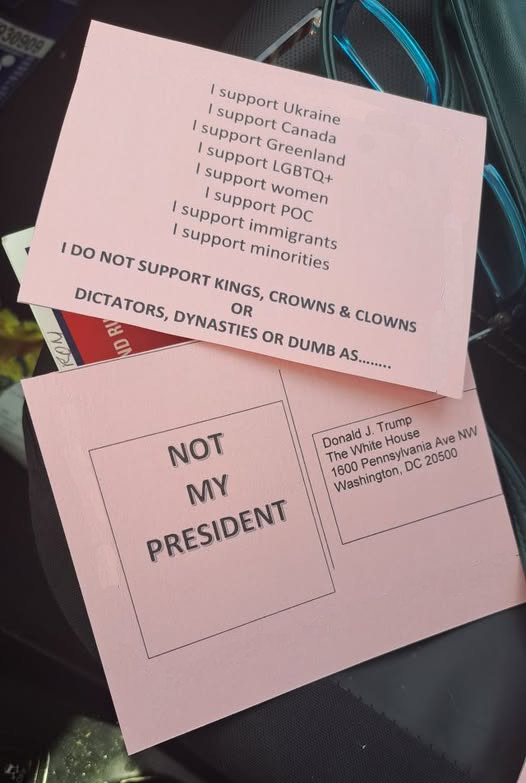 30909
I support Ukraine
I support Canada
I support Greenland
I support LGBTQ+
I support women
I support POC
I support immigrants
I support minorities
I DO NOT SUPPORT KINGS, CROWNS & CLOWNS
OR
DICTATORS, DYNASTIES OR DUMB AS........
NOT
MY
PRESIDENT
Donald J. Trump
The White House
1600 Pennsylvania Ave NW
Washington, DC 20500